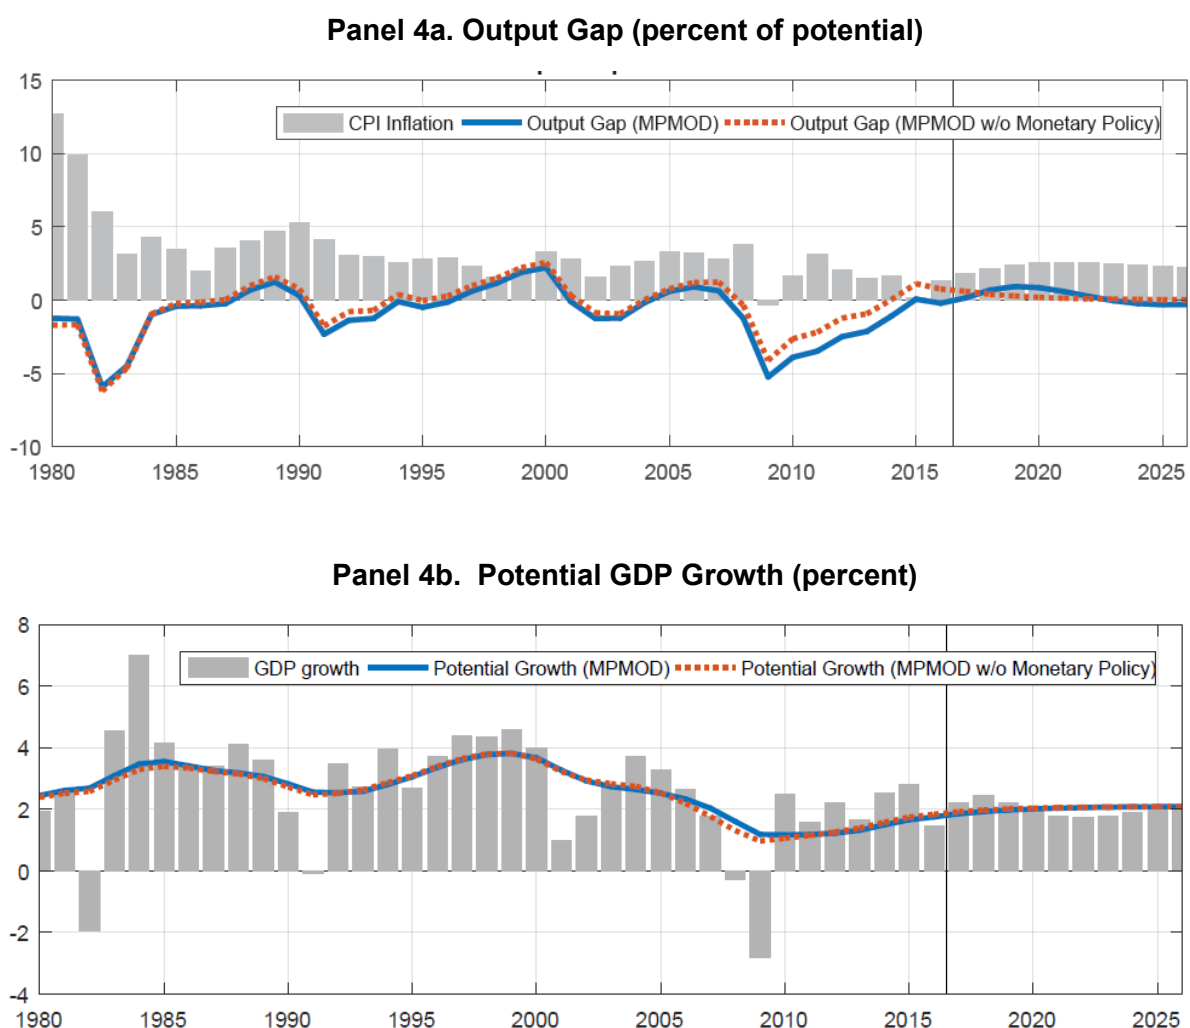 Panel 4a. Output Gap (percent of potential)
15
CPI Inflation Output Gap (MPMOD) Output Gap (MPMOD w/o Monetary Policy)
10
5
0
-5
-10
1980 1985 1990 1995 2000 2005 2010 2015 2020 2025
Panel 4b. Potential GDP Growth (percent)
8
GDP growth Potential Growth (MPMOD) Potential Growth (MPMOD w/o Monetary Policy)
6
4
2
0
-2
-4
1980 1985 1990 1995 2000 2005 2010 2015 2020 2025